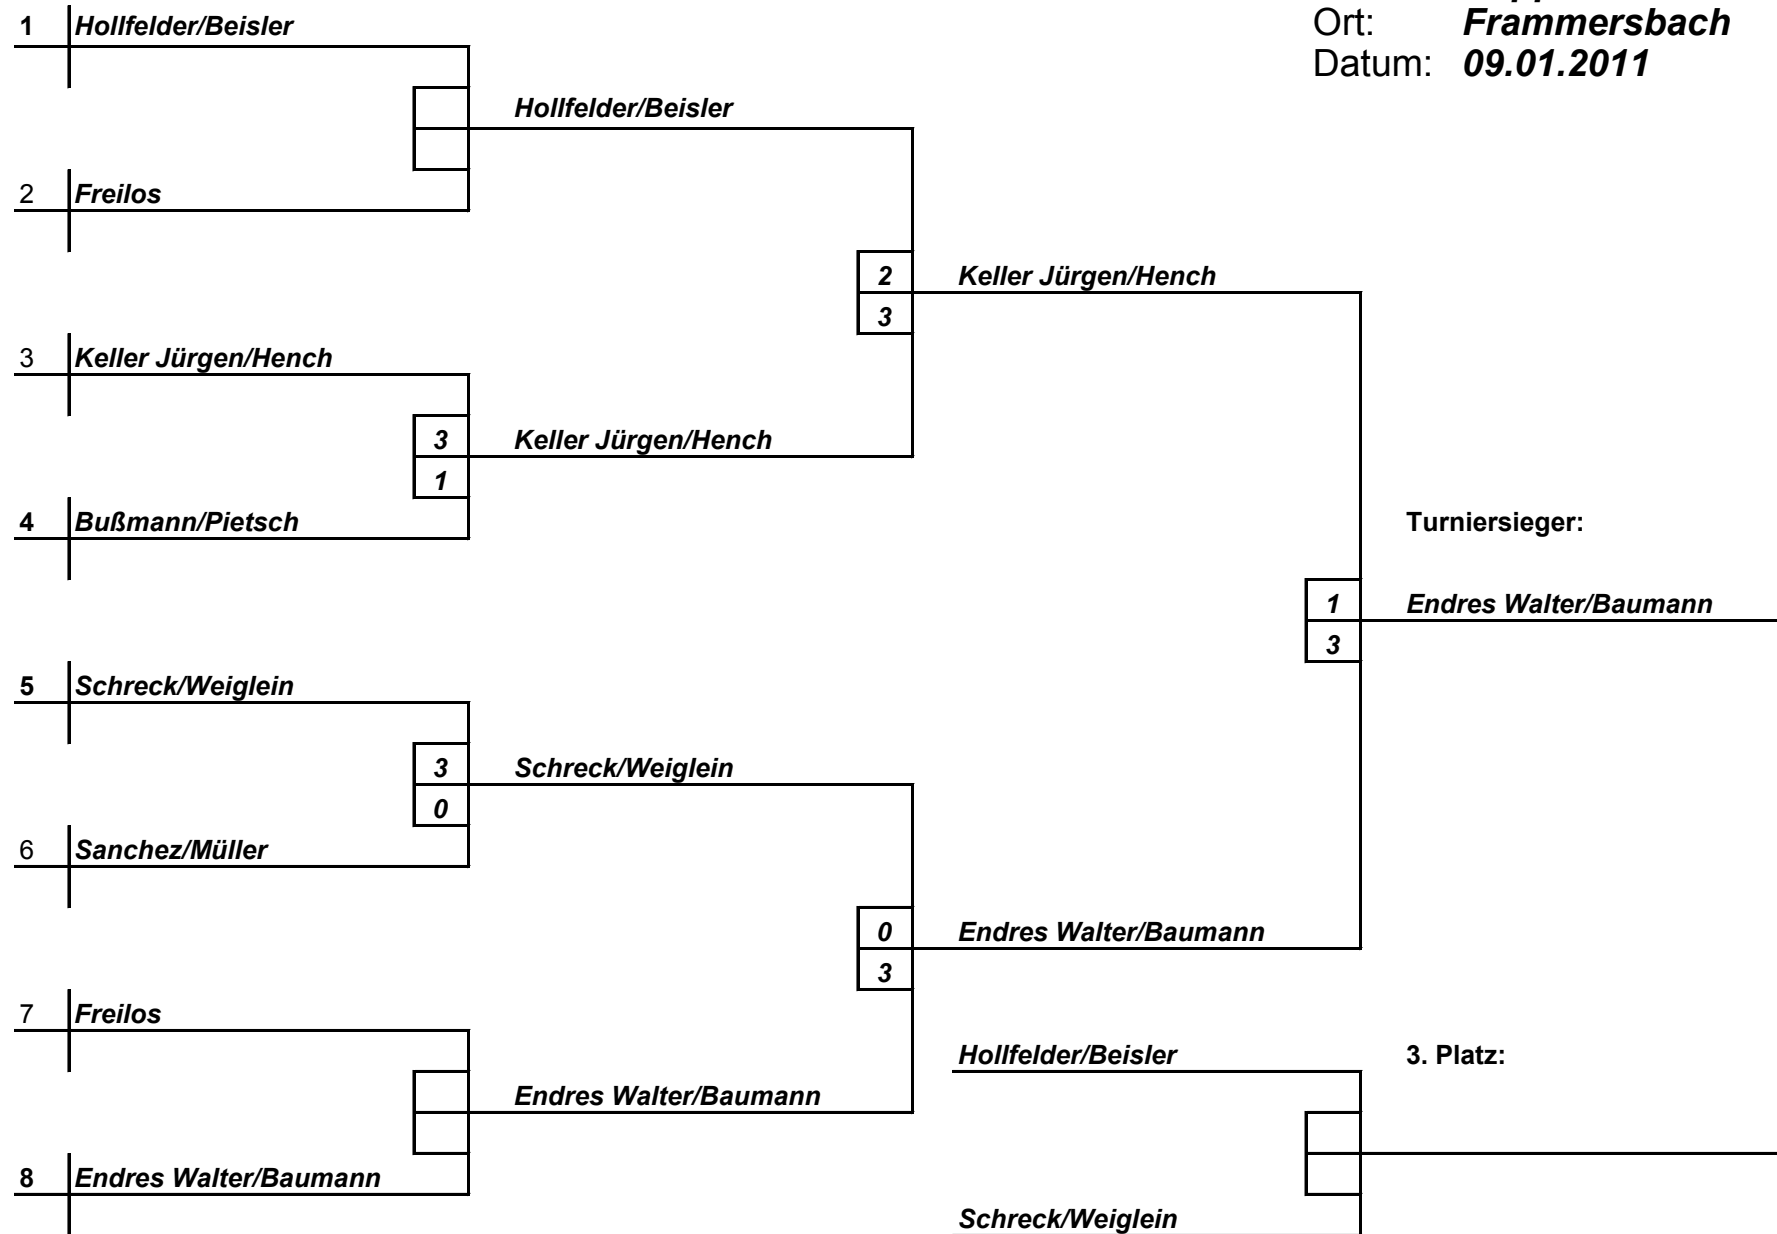 Ort: Frammersbach
Datum: 09.01.2011
1 Hollfelder/Beisler
Hollfelder/Beisler
2 Freilos
2 Keller Jürgen/Hench
3
3 Keller Jürgen/Hench
3 Keller Jürgen/Hench
1
4 Bußmann/Pietsch
Turniersieger:
1 Endres Walter/Baumann
3
5 Schreck/Weiglein
3 Schreck/Weiglein
0
6 Sanchez/Müller
0 Endres Walter/Baumann
3
7 Freilos
Hollfelder/Beisler
3. Platz:
Endres Walter/Baumann
8 Endres Walter/Baumann
Schreck/Weiglein